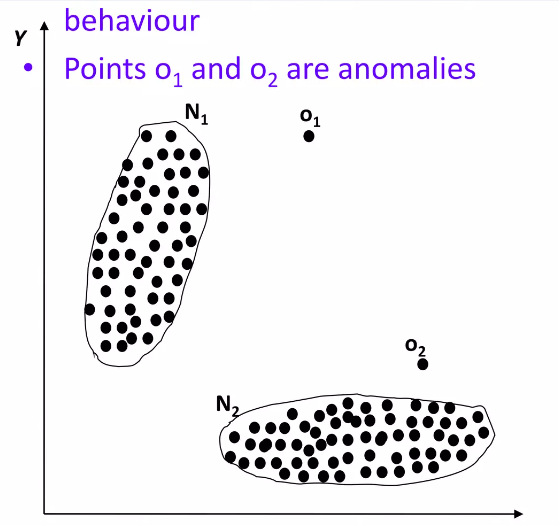 behaviour
Y
• Points o₁ and o₂ are anomalies
N₁
o₁
o₂
N₂